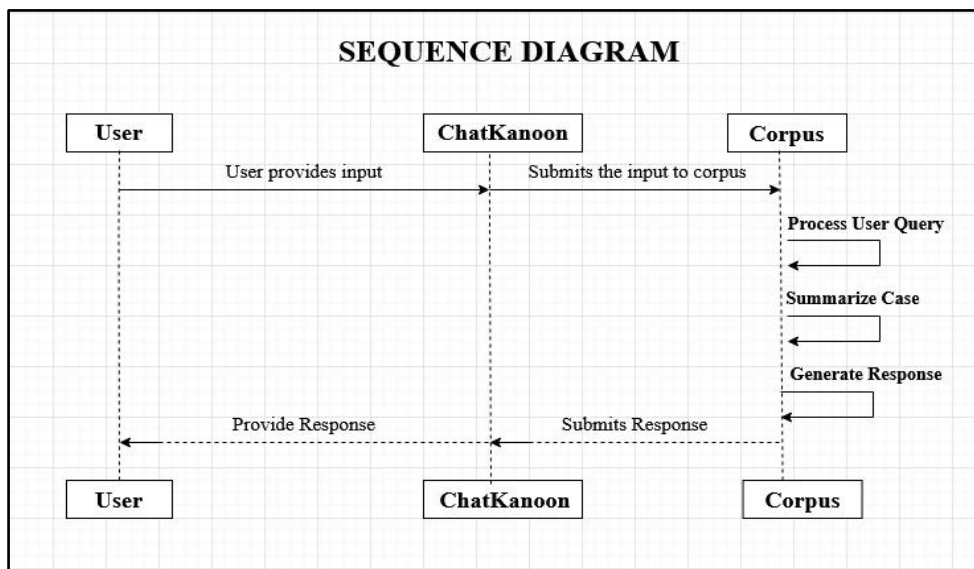 SEQUENCE DIAGRAM
User
ChatKanoon
Corpus
User provides input
Submits the input to corpus
Process User Query
Summarize Case
Generate Response
Provide Response
Submits Response
User
ChatKanoon
Corpus